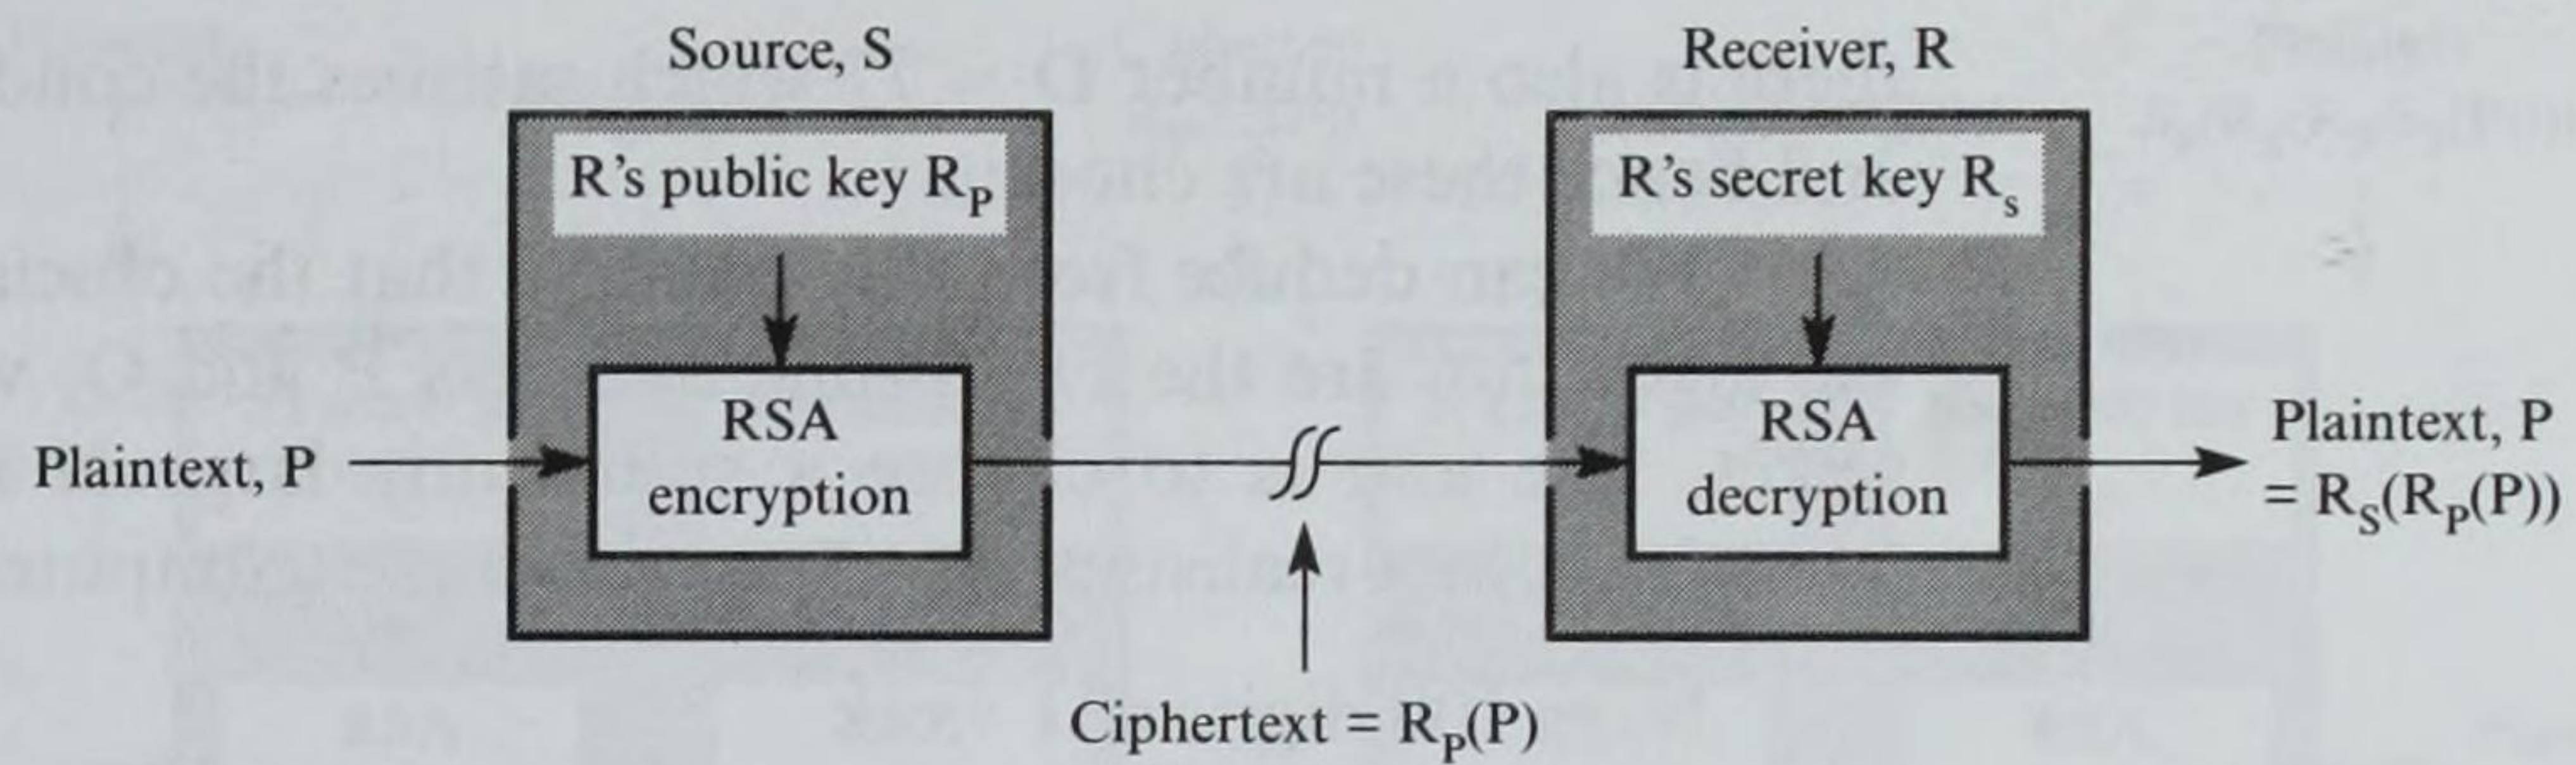 Source, S
Receiver, R
R's public key R_P
R's secret key R_s
RSA
encryption
RSA
decryption
Plaintext, P
Plaintext, P
= R_S(R_P(P))
Ciphertext = R_P(P)